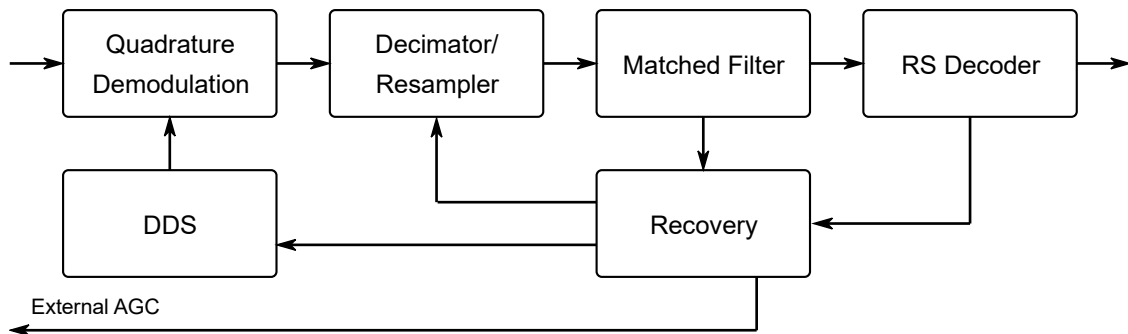 Quadrature
Demodulation
Decimator/
Resampler
Matched Filter
RS Decoder
DDS
Recovery
External AGC